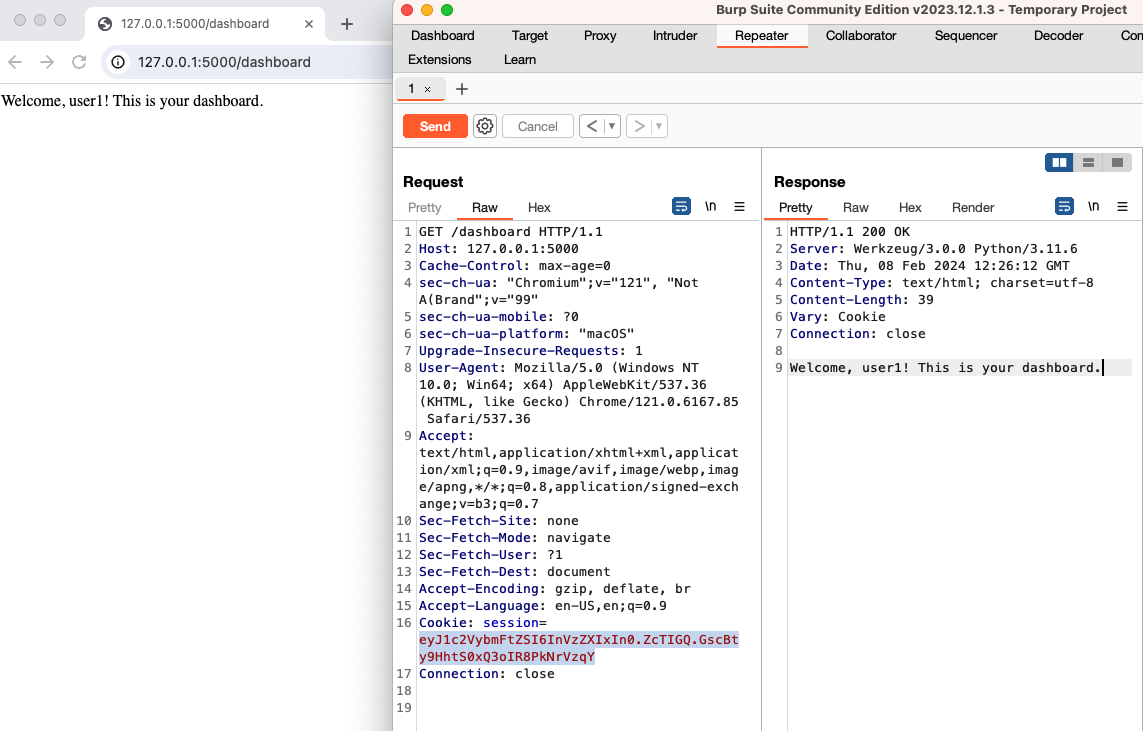 127.0.0.1:5000/dashboard
127.0.0.1:5000/dashboard
Welcome, user1! This is your dashboard.
Burp Suite Community Edition v2023.12.1.3 - Temporary Project
Dashboard Target Proxy Intruder Repeater Collaborator Sequencer Decoder Con
Extensions Learn
1 × +
Send Cancel < ▾ > ▾
Request
Pretty Raw Hex \n ≡
1 GET /dashboard HTTP/1.1
2 Host: 127.0.0.1:5000
3 Cache-Control: max-age=0
4 sec-ch-ua: "Chromium";v="121", "Not
A(Brand";v="99"
5 sec-ch-ua-mobile: ?0
6 sec-ch-ua-platform: "macOS"
7 Upgrade-Insecure-Requests: 1
8 User-Agent: Mozilla/5.0 (Windows NT
10.0; Win64; x64) AppleWebKit/537.36
(KHTML, like Gecko) Chrome/121.0.6167.85
Safari/537.36
9 Accept:
text/html,application/xhtml+xml,applicat
ion/xml;q=0.9,image/avif,image/webp,imag
e/apng,*/*;q=0.8,application/signed-exch
ange;v=b3;q=0.7
10 Sec-Fetch-Site: none
11 Sec-Fetch-Mode: navigate
12 Sec-Fetch-User: ?1
13 Sec-Fetch-Dest: document
14 Accept-Encoding: gzip, deflate, br
15 Accept-Language: en-US,en;q=0.9
16 Cookie: session=
eyJ1c2VybmFtZSI6InVzZXIxIn0.ZcTIGQ.GscBt
y9HhtS0xQ3oIR8PkNrVzqY
17 Connection: close
18
19
Response
Pretty Raw Hex Render \n ≡
1 HTTP/1.1 200 OK
2 Server: Werkzeug/3.0.0 Python/3.11.6
3 Date: Thu, 08 Feb 2024 12:26:12 GMT
4 Content-Type: text/html; charset=utf-8
5 Content-Length: 39
6 Vary: Cookie
7 Connection: close
8
9 Welcome, user1! This is your dashboard.